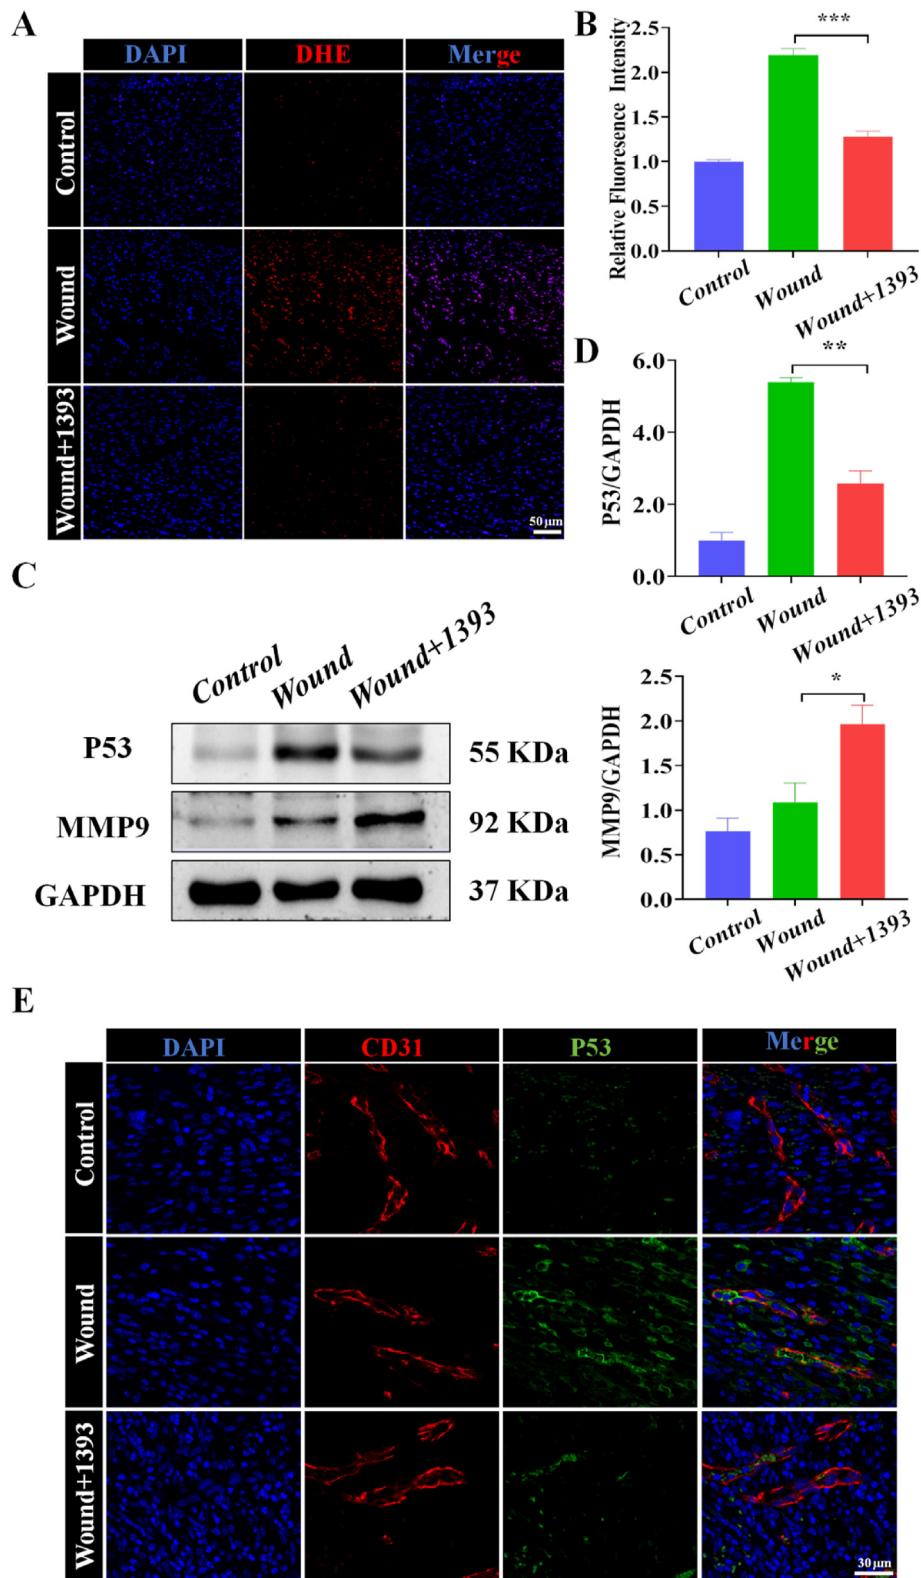 A
DAPI DHE Merge
Control
Wound
Wound+1393
50 μm
B
Relative Fluoresence Intensity
2.5
2.0
1.5
1.0
0.5
0.0
***
Control
Wound
Wound+1393
C
Control Wound Wound+1393
P53 55 KDa
MMP9 92 KDa
GAPDH 37 KDa
D
P53/GAPDH
6.0
4.0
2.0
0.0
**
Control
Wound
Wound+1393
MMP9/GAPDH
2.5
2.0
1.5
1.0
0.5
0.0
*
Control
Wound
Wound+1393
E
DAPI CD31 P53 Merge
Control
Wound
Wound+1393
30 μm